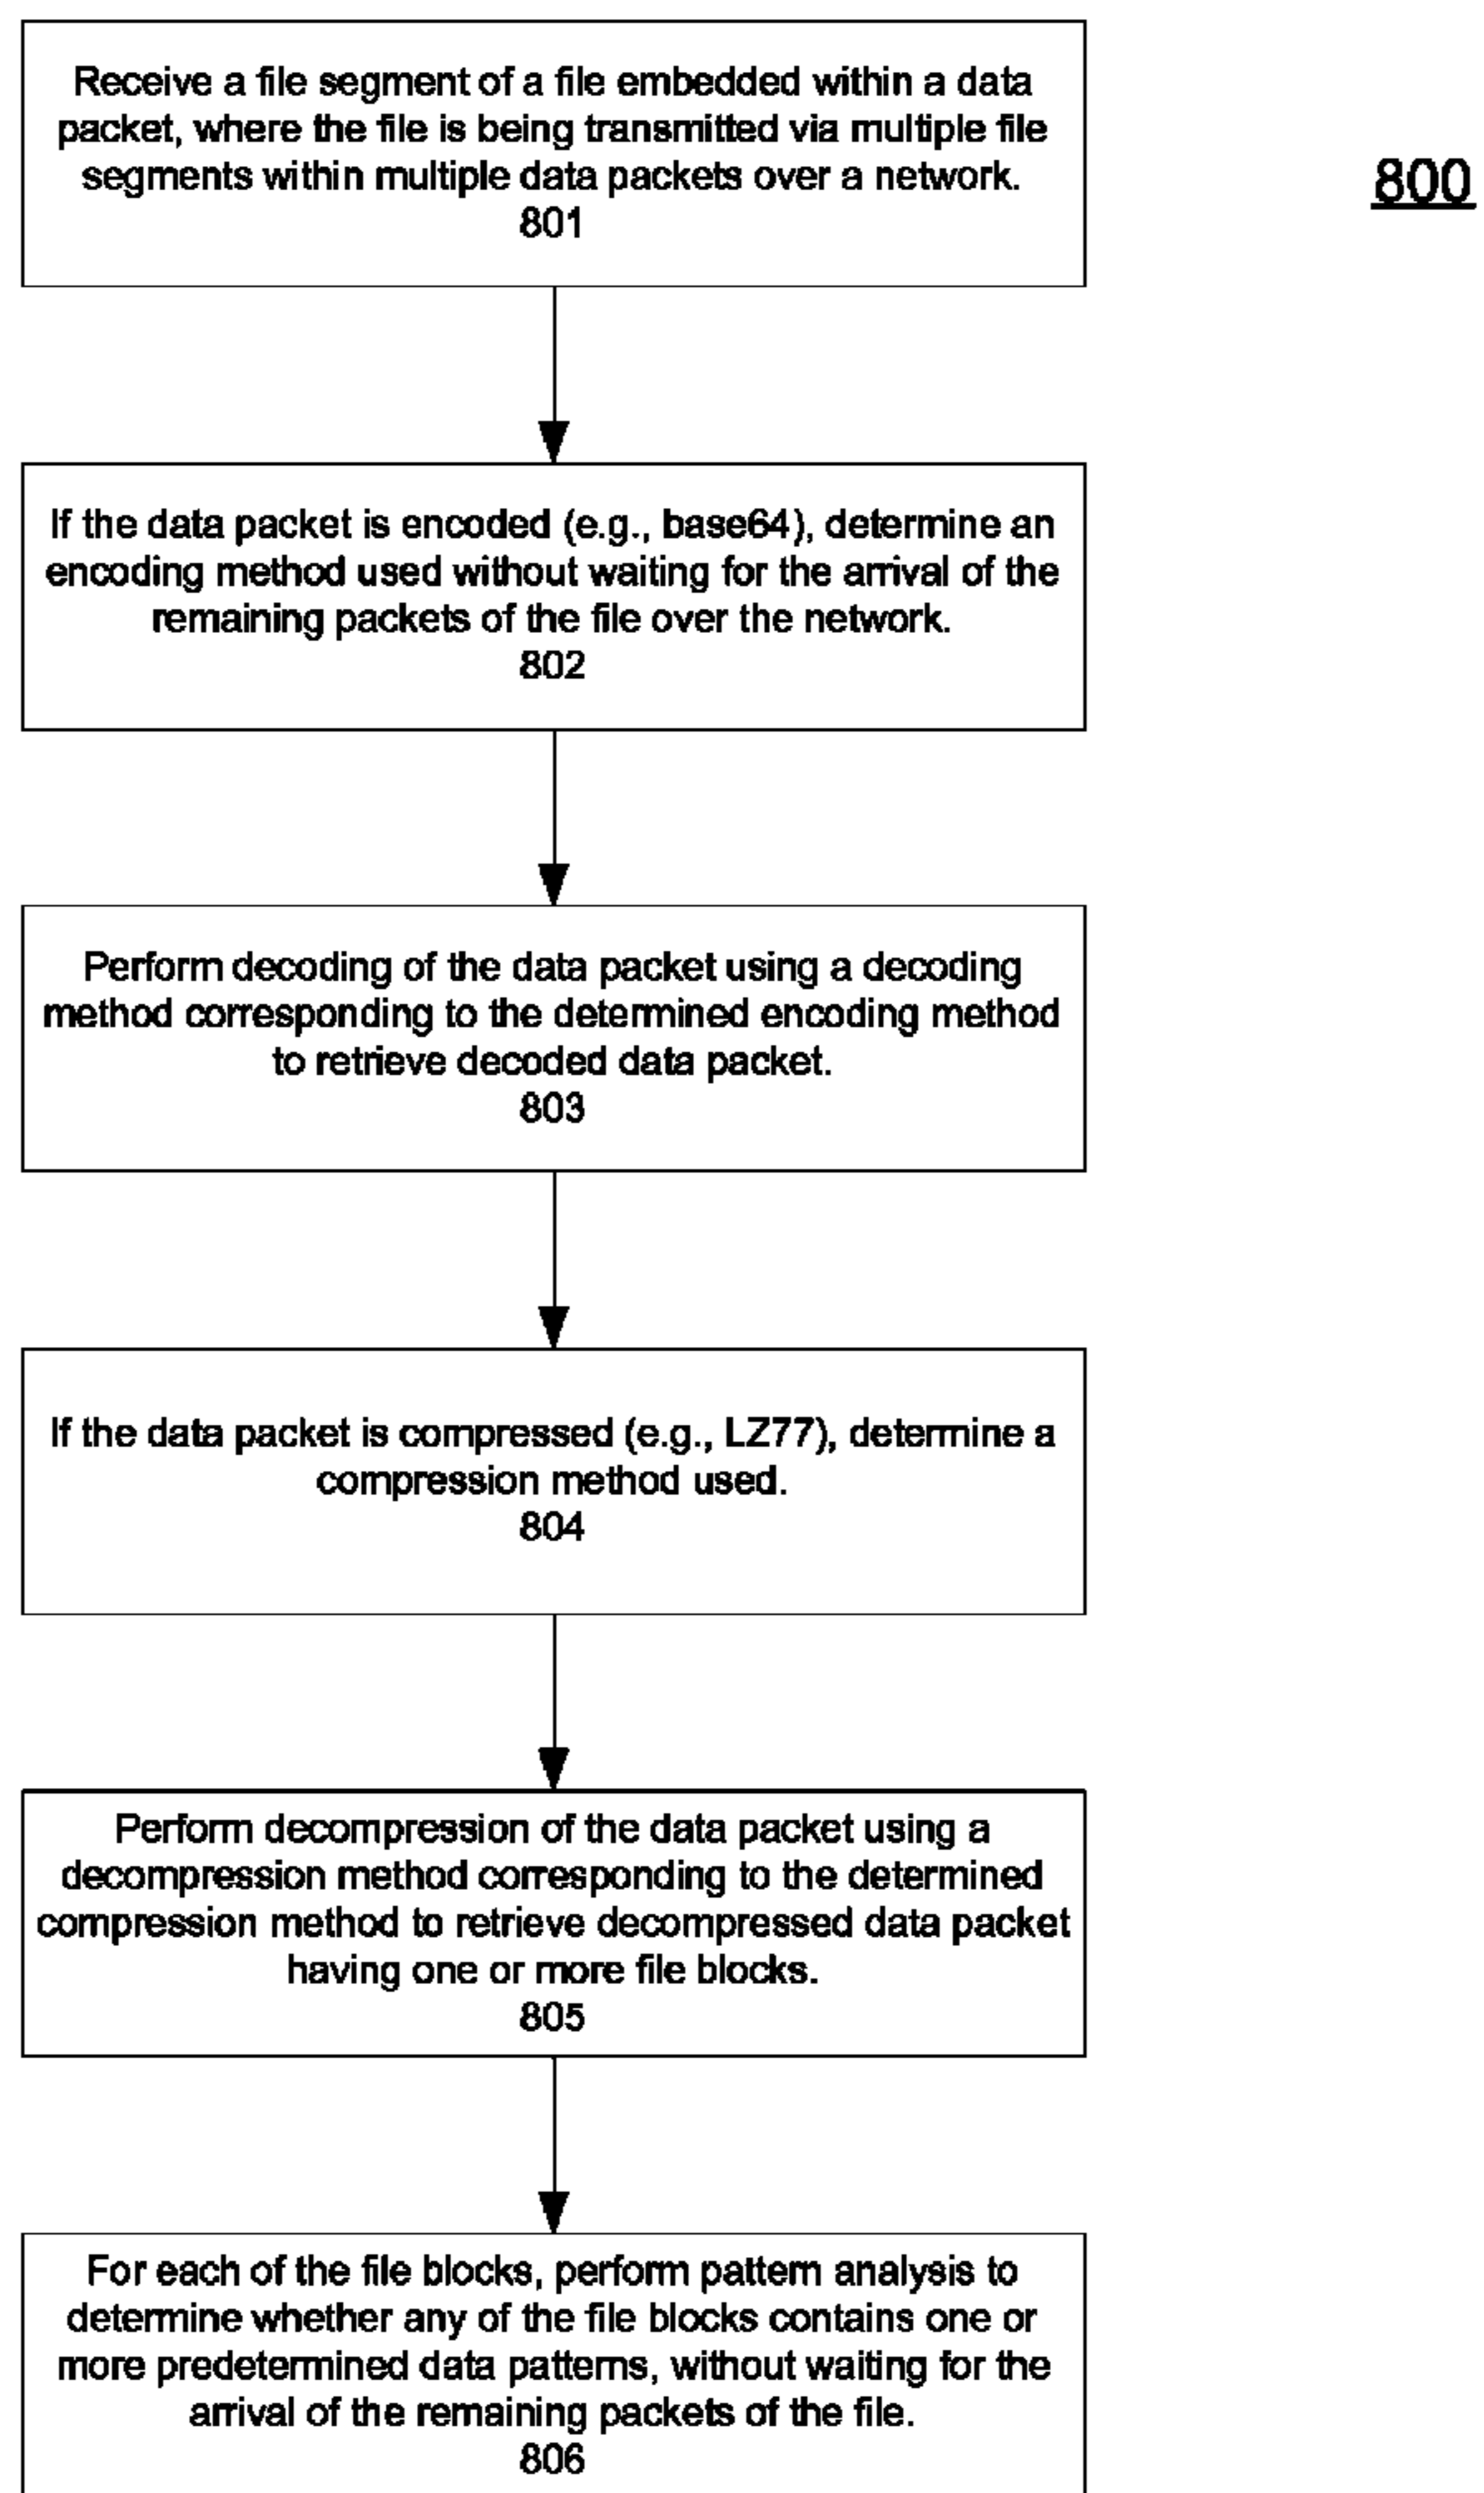 Receive a file segment of a file embedded within a data
packet, where the file is being transmitted via multiple file
segments within multiple data packets over a network.
801
800
If the data packet is encoded (e.g., base64), determine an
encoding method used without waiting for the arrival of the
remaining packets of the file over the network.
802
Perform decoding of the data packet using a decoding
method corresponding to the determined encoding method
to retrieve decoded data packet.
803
If the data packet is compressed (e.g., LZ77), determine a
compression method used.
804
Perform decompression of the data packet using a
decompression method corresponding to the determined
compression method to retrieve decompressed data packet
having one or more file blocks.
805
For each of the file blocks, perform pattern analysis to
determine whether any of the file blocks contains one or
more predetermined data patterns, without waiting for the
arrival of the remaining packets of the file.
806